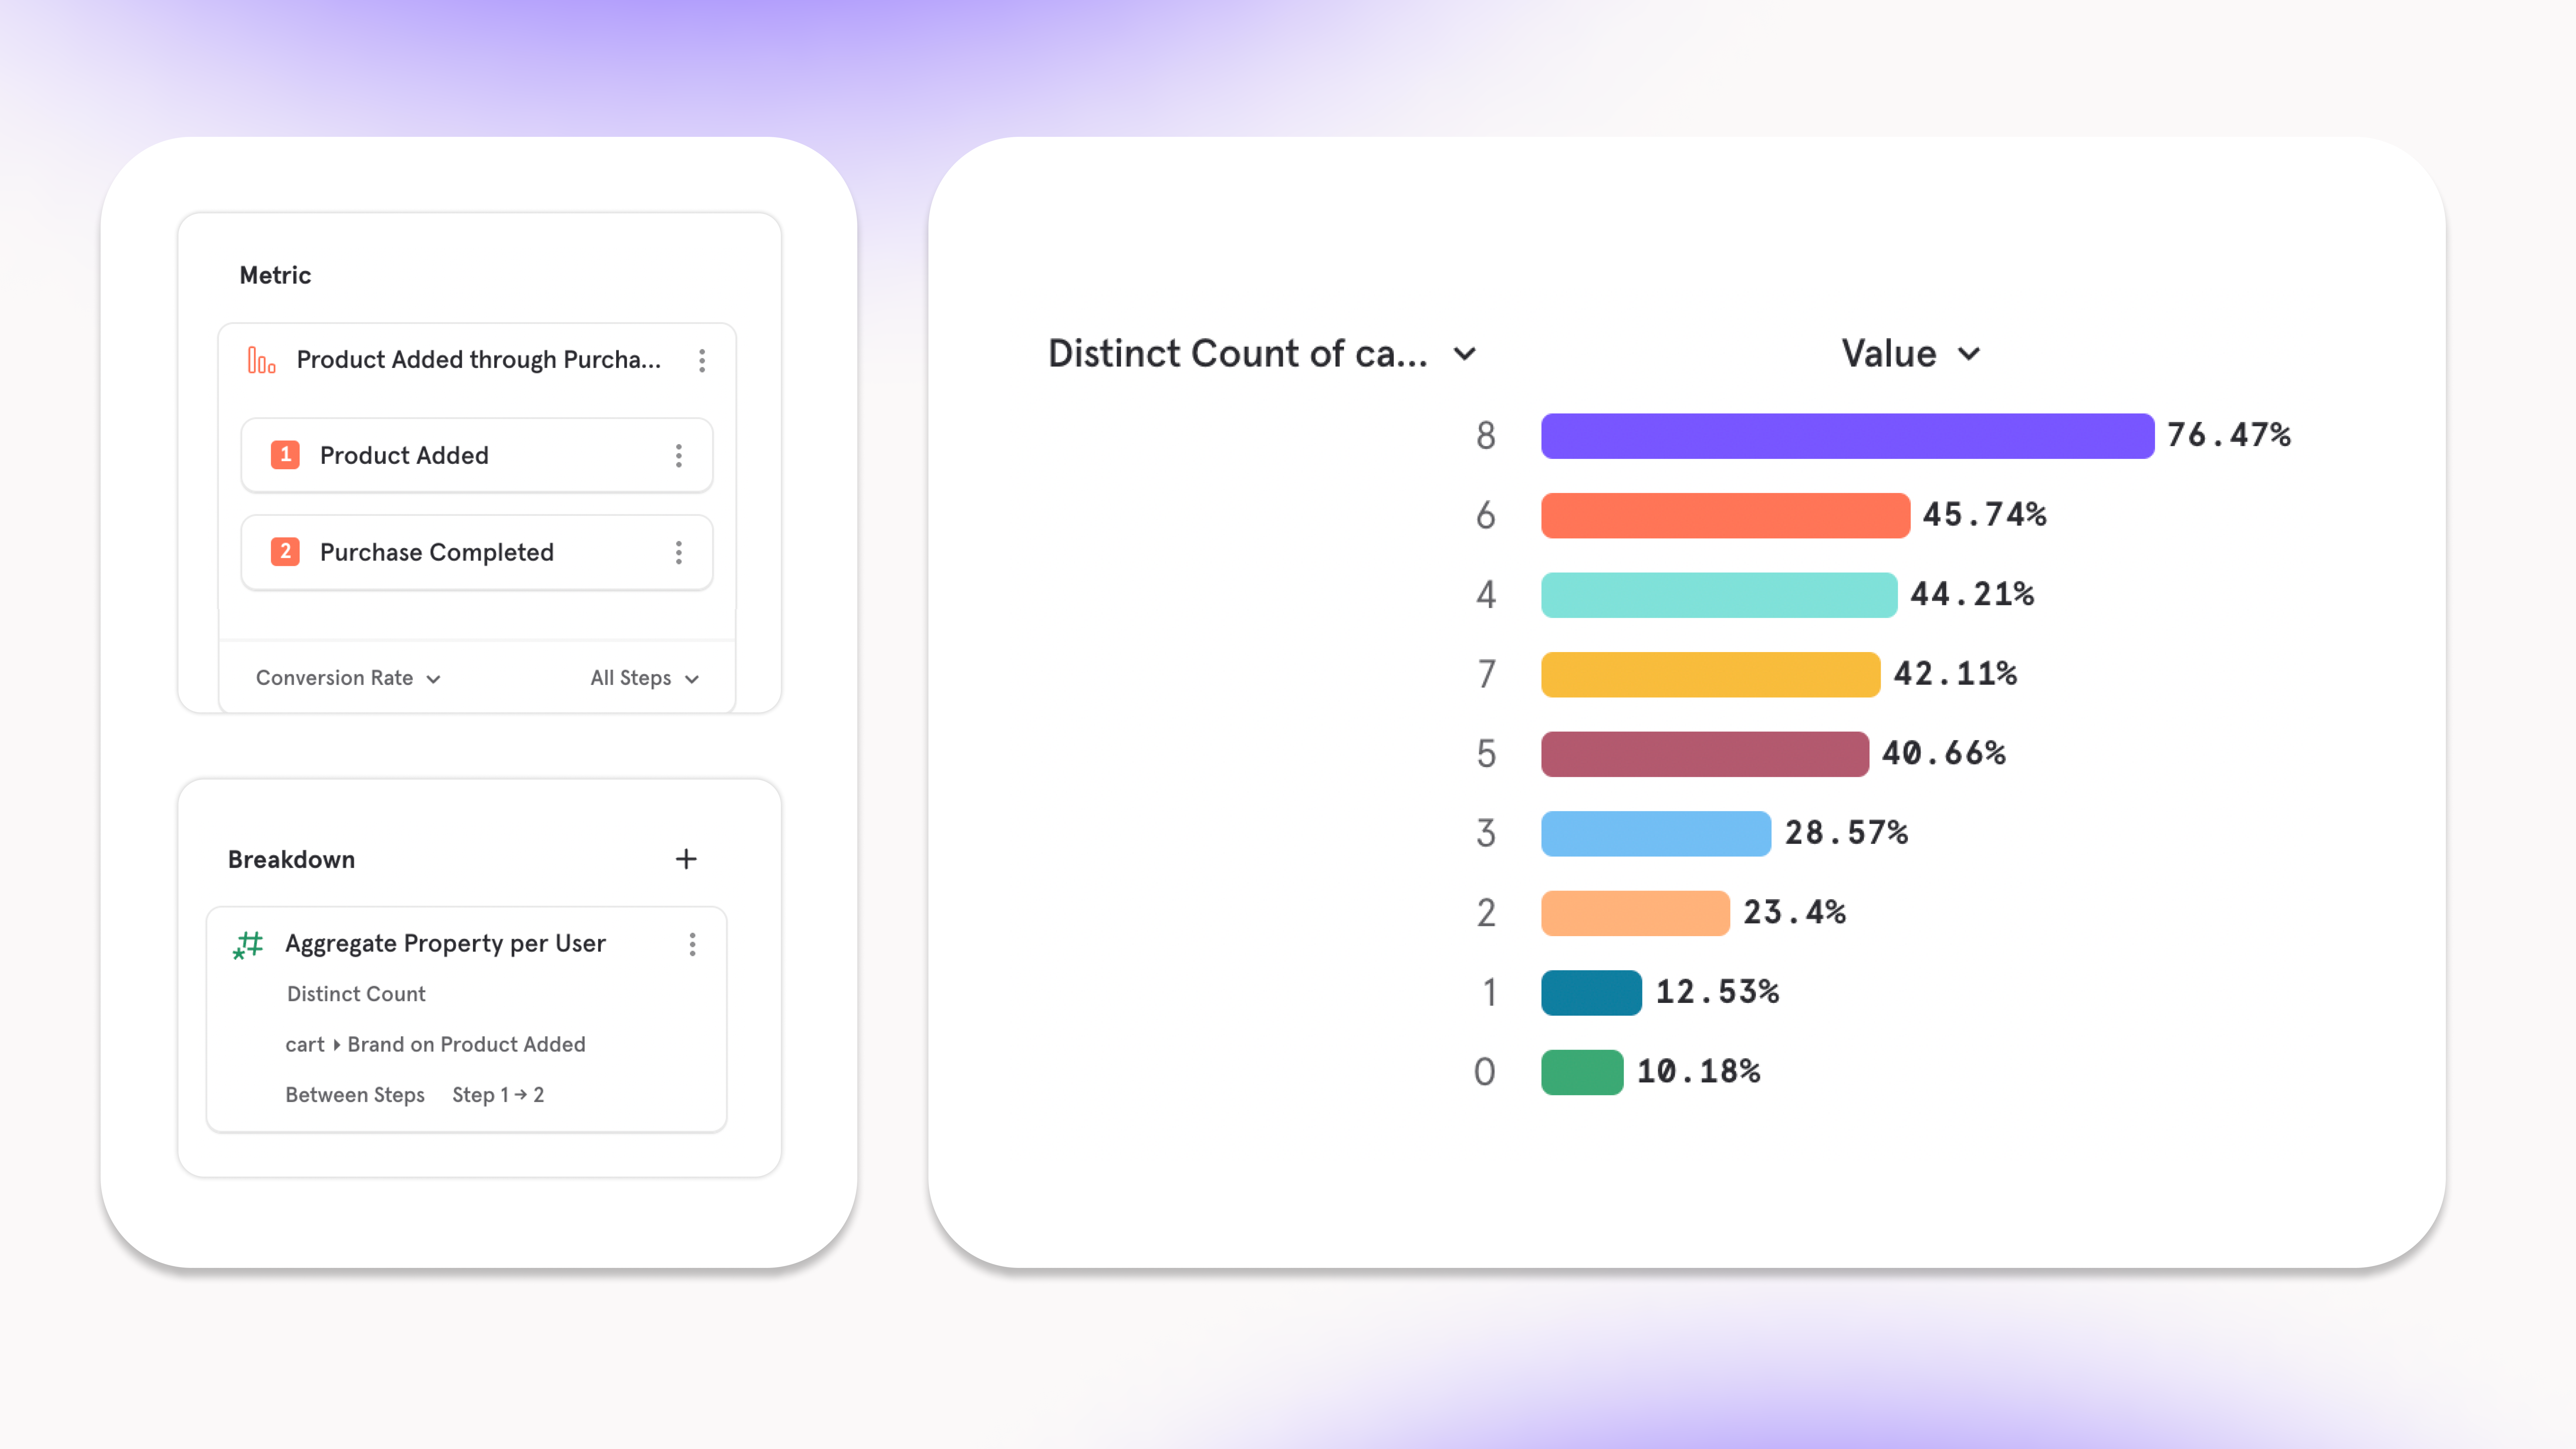 Metric
Product Added through Purcha...
1 Product Added
2 Purchase Completed
Conversion Rate All Steps
Breakdown +
Aggregate Property per User
Distinct Count
cart ▸ Brand on Product Added
Between Steps Step 1 → 2
Distinct Count of ca... Value
8 76.47%
6 45.74%
4 44.21%
7 42.11%
5 40.66%
3 28.57%
2 23.4%
1 12.53%
0 10.18%